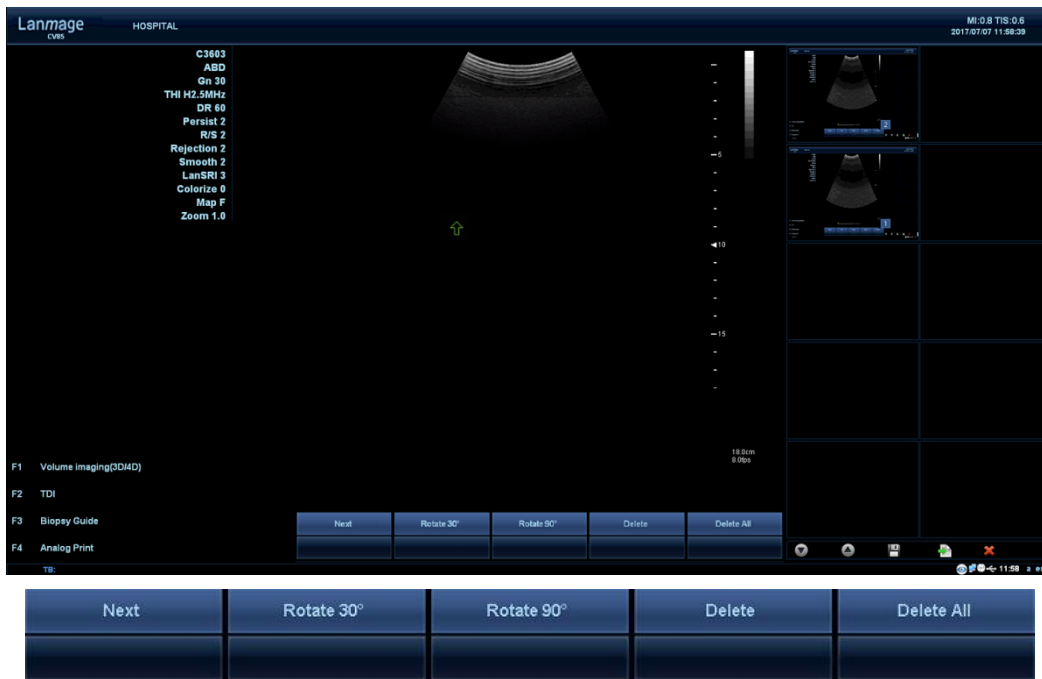 Lanmage
CV85
HOSPITAL
MI:0.8 TIS:0.6
2017/07/07 11:58:39
C3603
ABD
Gn 30
THI H2.5MHz
DR 60
Persist 2
R/S 2
Rejection 2
Smooth 2
LanSRI 3
Colorize 0
Map F
Zoom 1.0
5
10
15
18.0cm
8.0fps
2
1
F1 Volume imaging(3D/4D)
F2 TDI
F3 Biopsy Guide
F4 Analog Print
Next Rotate 30° Rotate 90° Delete Delete All
TB:
11:58 a
Next Rotate 30° Rotate 90° Delete Delete All